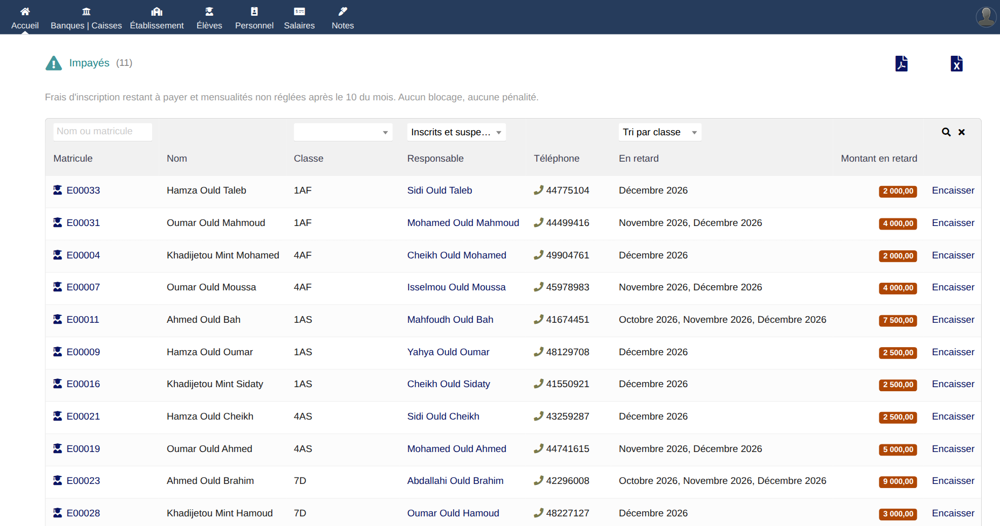 Accueil Banques | Caisses Établissement Élèves Personnel Salaires Notes
Impayés (11)
Frais d'inscription restant à payer et mensualités non réglées après le 10 du mois. Aucun blocage, aucune pénalité.
Nom ou matricule Inscrits et suspe… Tri par classe
Matricule Nom Classe Responsable Téléphone En retard Montant en retard
E00033 Hamza Ould Taleb 1AF Sidi Ould Taleb 44775104 Décembre 2026 2 000,00 Encaisser
E00031 Oumar Ould Mahmoud 1AF Mohamed Ould Mahmoud 44499416 Novembre 2026, Décembre 2026 4 000,00 Encaisser
E00004 Khadijetou Mint Mohamed 4AF Cheikh Ould Mohamed 49904761 Décembre 2026 2 000,00 Encaisser
E00007 Oumar Ould Moussa 4AF Isselmou Ould Moussa 45978983 Novembre 2026, Décembre 2026 4 000,00 Encaisser
E00011 Ahmed Ould Bah 1AS Mahfoudh Ould Bah 41674451 Octobre 2026, Novembre 2026, Décembre 2026 7 500,00 Encaisser
E00009 Hamza Ould Oumar 1AS Yahya Ould Oumar 48129708 Décembre 2026 2 500,00 Encaisser
E00016 Khadijetou Mint Sidaty 1AS Cheikh Ould Sidaty 41550921 Décembre 2026 2 500,00 Encaisser
E00021 Hamza Ould Cheikh 4AS Sidi Ould Cheikh 43259287 Décembre 2026 2 500,00 Encaisser
E00019 Oumar Ould Ahmed 4AS Mohamed Ould Ahmed 44741615 Novembre 2026, Décembre 2026 5 000,00 Encaisser
E00023 Ahmed Ould Brahim 7D Abdallahi Ould Brahim 42296008 Octobre 2026, Novembre 2026, Décembre 2026 9 000,00 Encaisser
E00028 Khadijetou Mint Hamoud 7D Oumar Ould Hamoud 48227127 Décembre 2026 3 000,00 Encaisser